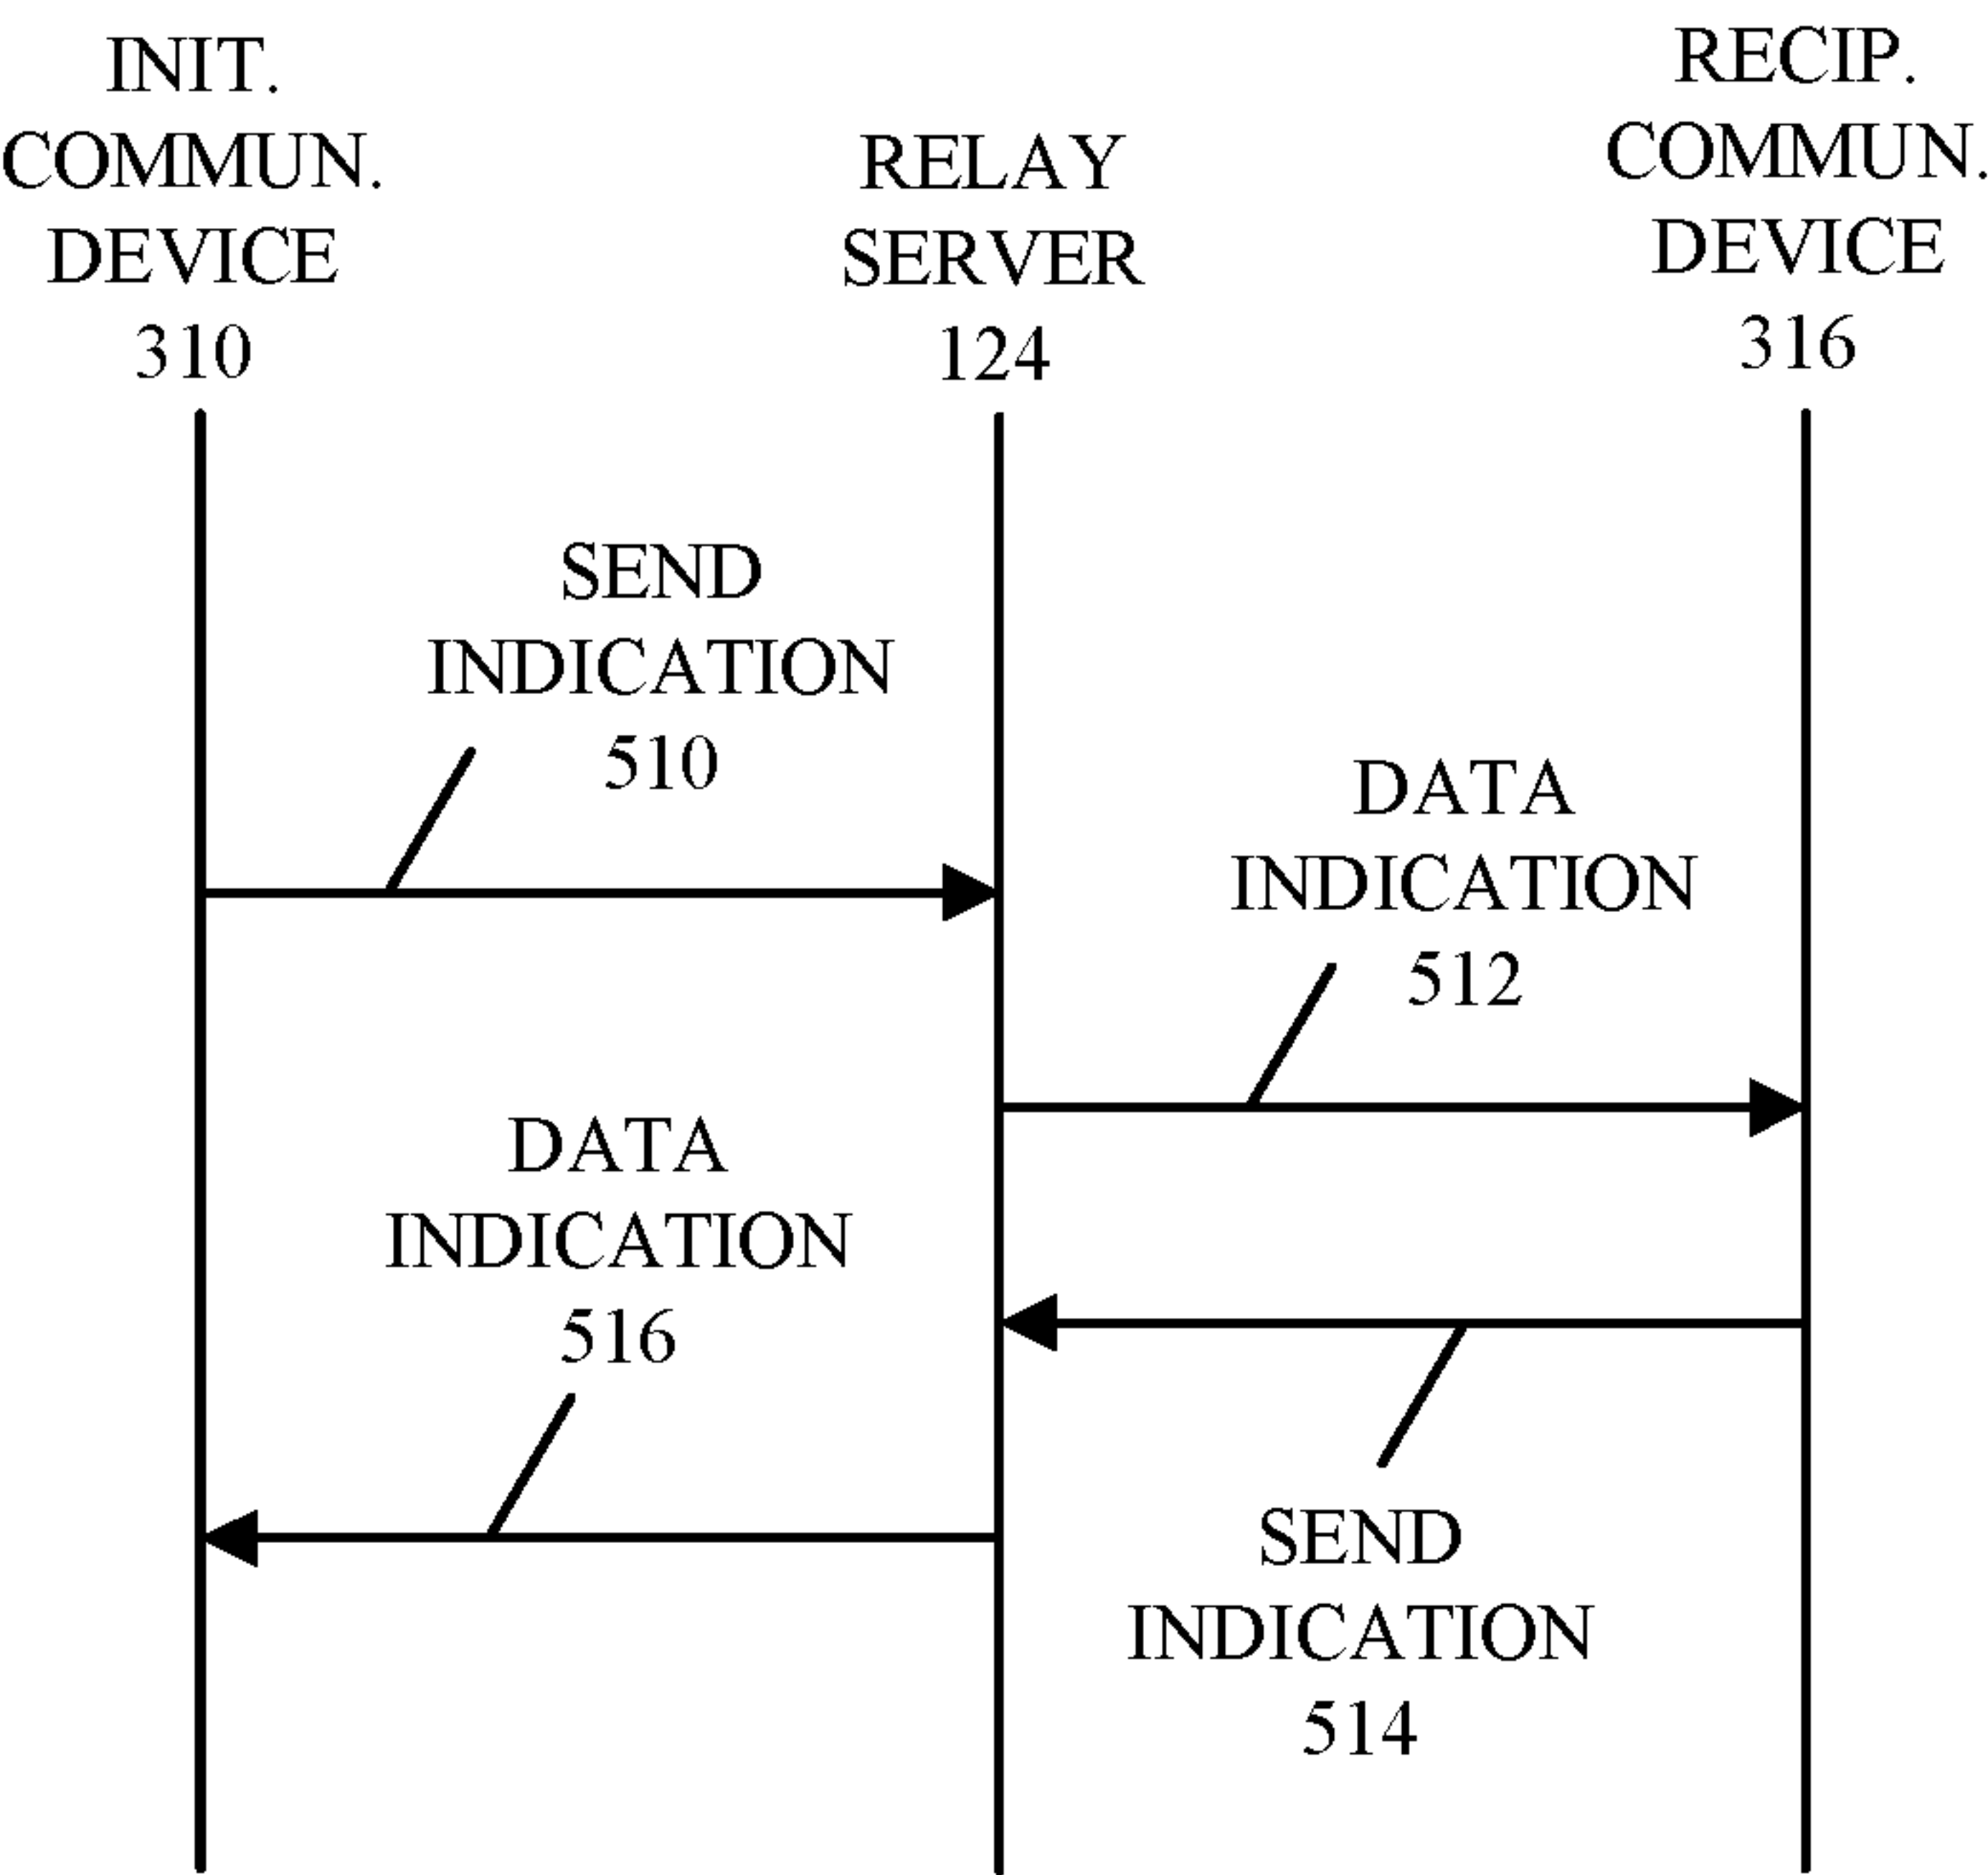 INIT.
COMMUN.
DEVICE
310
RELAY
SERVER
124
RECIP.
COMMUN.
DEVICE
316
SEND
INDICATION
510
DATA
INDICATION
512
DATA
INDICATION
516
SEND
INDICATION
514